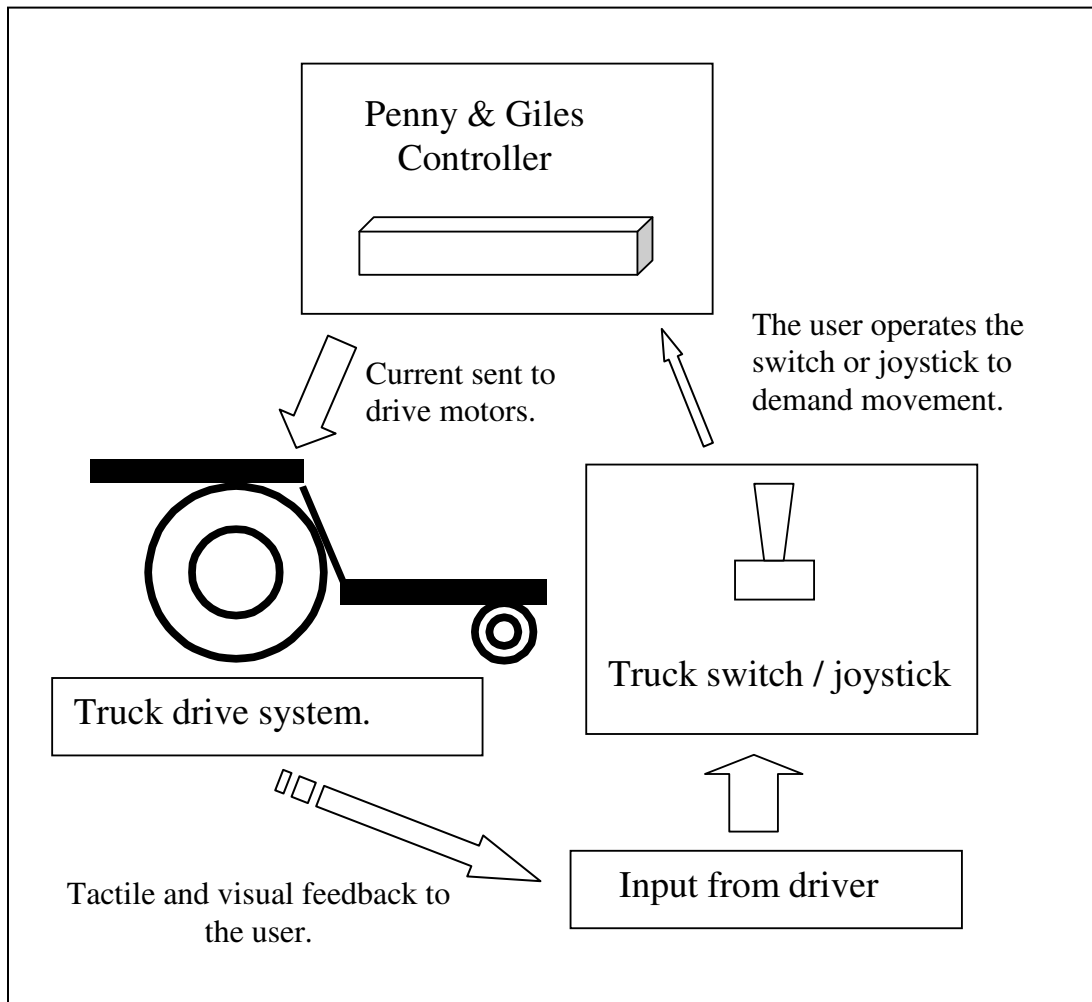 Penny & Giles
Controller
The user operates the
switch or joystick to
demand movement.
Current sent to
drive motors.
Truck switch / joystick
Truck drive system.
Input from driver
Tactile and visual feedback to
the user.